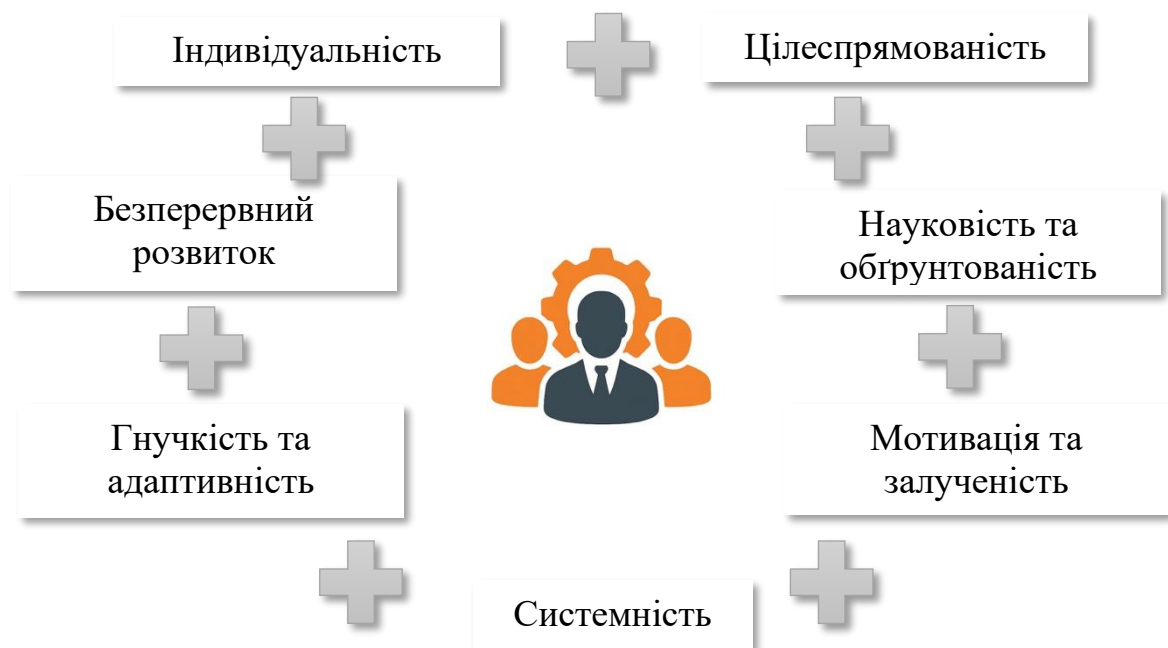 Індивідуальність
Цілеспрямованість
Безперервний
розвиток
Науковість та
обґрунтованість
Гнучкість та
адаптивність
Мотивація та
залученість
Системність